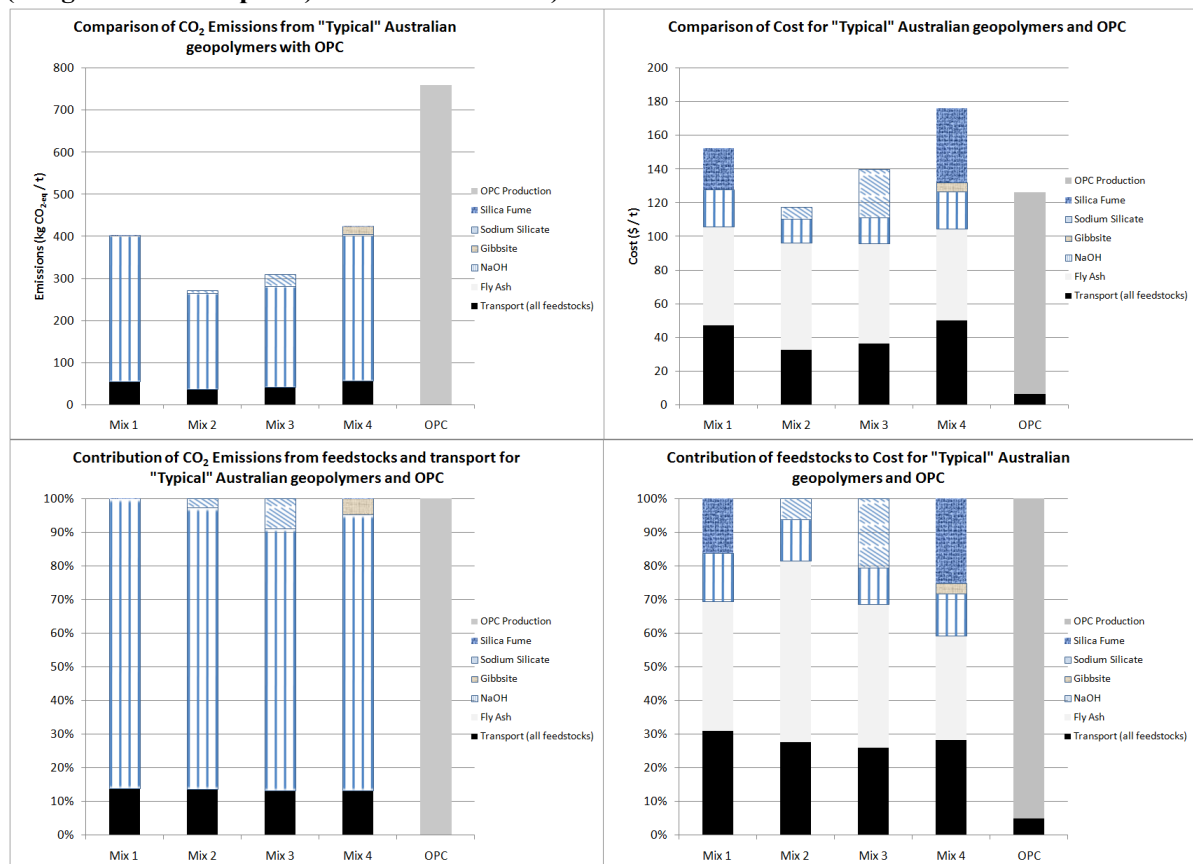 Comparison of CO2 Emissions from "Typical" Australian
geopolymers with OPC
800
700
600
500
400
300
200
100
0
Emissions (kg CO2-eq / t)
Mix 1 Mix 2 Mix 3 Mix 4 OPC
OPC Production
Silica Fume
Sodium Silicate
Gibbsite
NaOH
Fly Ash
Transport (all feedstocks)
Comparison of Cost for "Typical" Australian geopolymers and OPC
200
180
160
140
120
100
80
60
40
20
0
Cost ($ / t)
Mix 1 Mix 2 Mix 3 Mix 4 OPC
OPC Production
Silica Fume
Sodium Silicate
Gibbsite
NaOH
Fly Ash
Transport (all feedstocks)
Contribution of CO2 Emissions from feedstocks and transport for
"Typical" Australian geopolymers and OPC
100%
90%
80%
70%
60%
50%
40%
30%
20%
10%
0%
Mix 1 Mix 2 Mix 3 Mix 4 OPC
OPC Production
Silica Fume
Sodium Silicate
Gibbsite
NaOH
Fly Ash
Transport (all feedstocks)
Contribution of feedstocks to Cost for "Typical" Australian
geopolymers and OPC
100%
90%
80%
70%
60%
50%
40%
30%
20%
10%
0%
Mix 1 Mix 2 Mix 3 Mix 4 OPC
OPC Production
Silica Fume
Sodium Silicate
Gibbsite
NaOH
Fly Ash
Transport (all feedstocks)